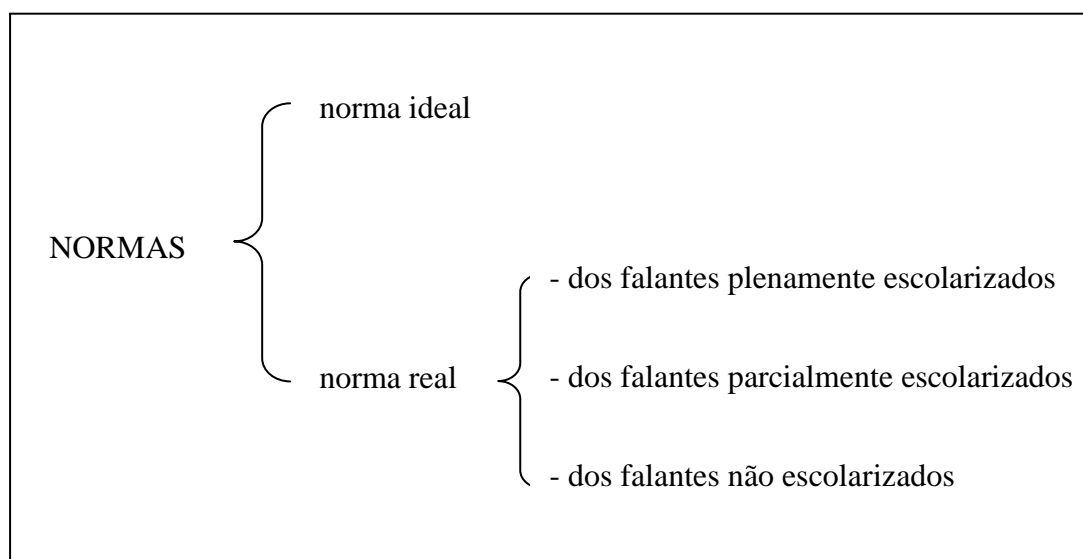 norma ideal
NORMAS
- dos falantes plenamente escolarizados
norma real
- dos falantes parcialmente escolarizados
- dos falantes não escolarizados